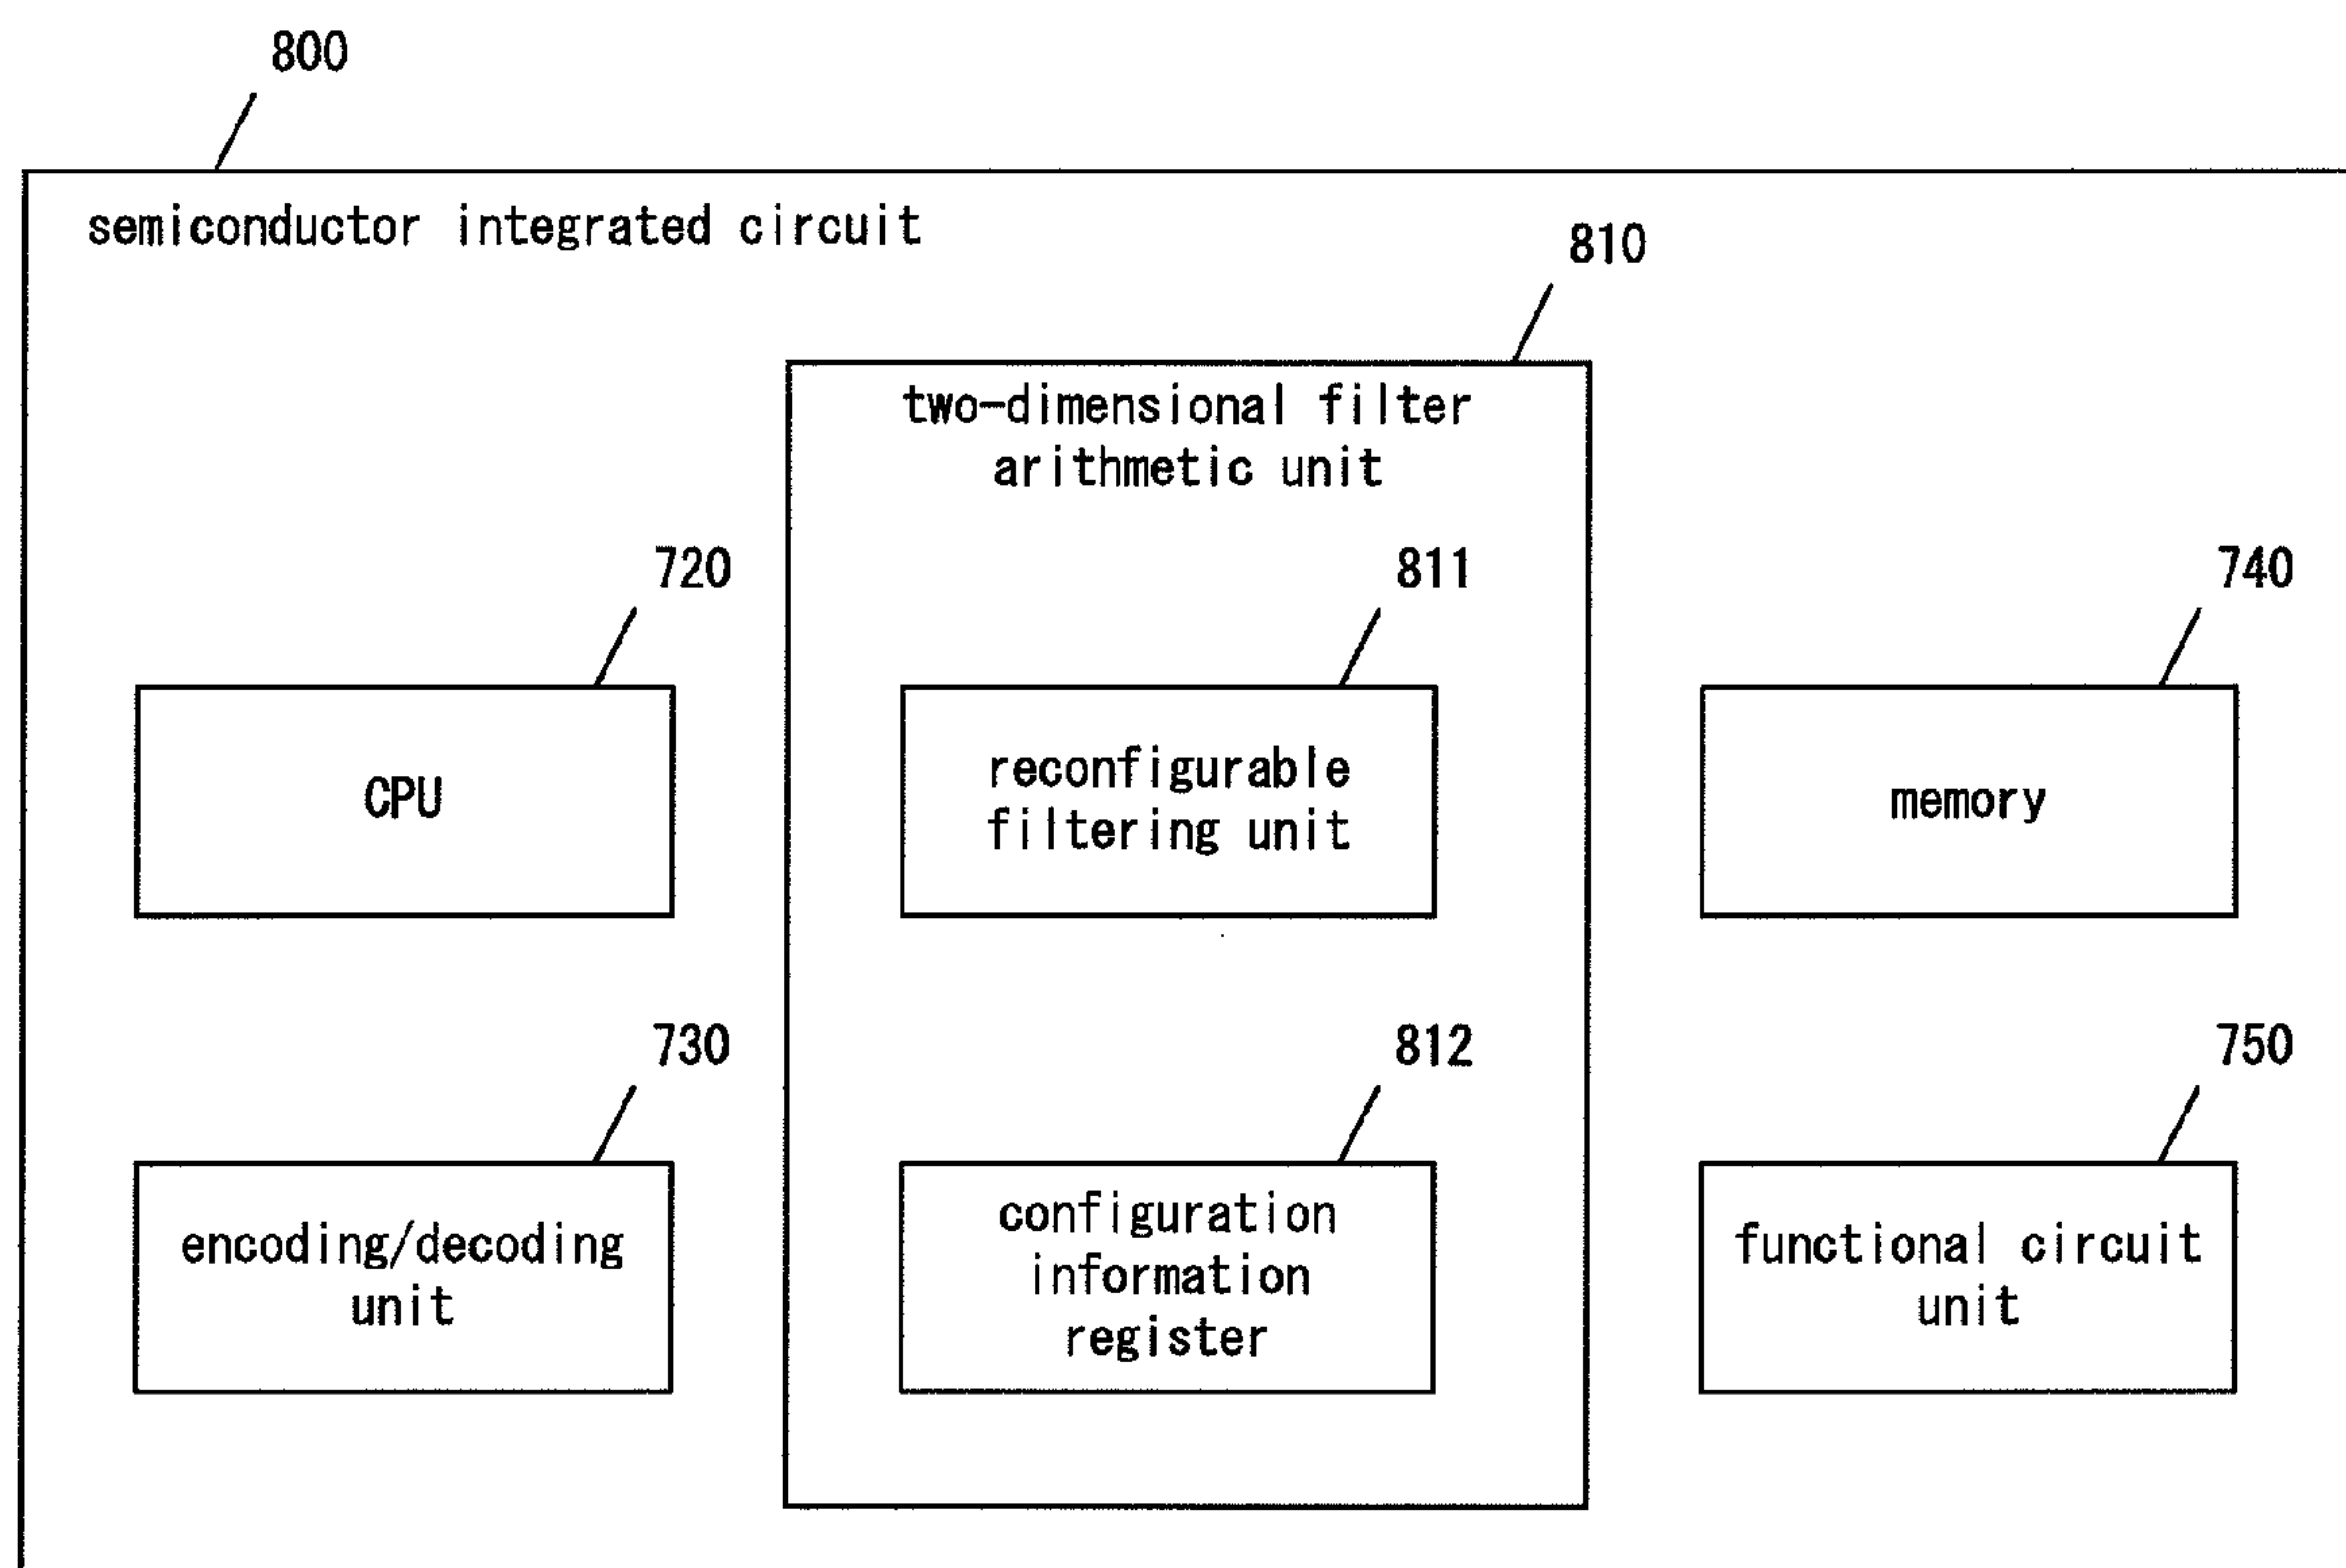 800
semiconductor integrated circuit
810
two-dimensional filter
arithmetic unit
720
811
740
CPU
reconfigurable
filtering unit
memory
730
812
750
encoding/decoding
unit
configuration
information
register
functional circuit
unit